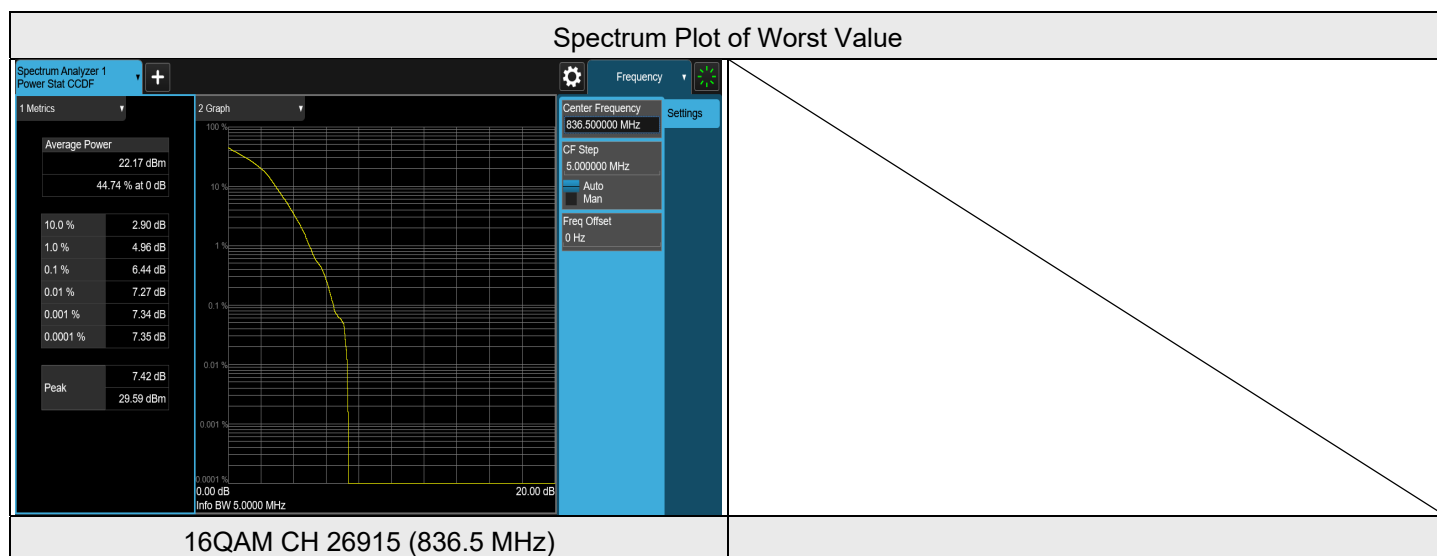 Spectrum Plot of Worst Value
Spectrum Analyzer 1
Power Stat CCDF
+
Frequency
1 Metrics
2 Graph
Center Frequency
836.500000 MHz
Settings
CF Step
5.000000 MHz
Auto
Man
Freq Offset
0 Hz
Average Power
22.17 dBm
44.74 % at 0 dB
10.0 % 2.90 dB
1.0 % 4.96 dB
0.1 % 6.44 dB
0.01 % 7.27 dB
0.001 % 7.34 dB
0.0001 % 7.35 dB
Peak 7.42 dB
29.59 dBm
100 %
10 %
1 %
0.1 %
0.01 %
0.001 %
0.0001 %
0.00 dB 20.00 dB
Info BW 5.0000 MHz
16QAM CH 26915 (836.5 MHz)